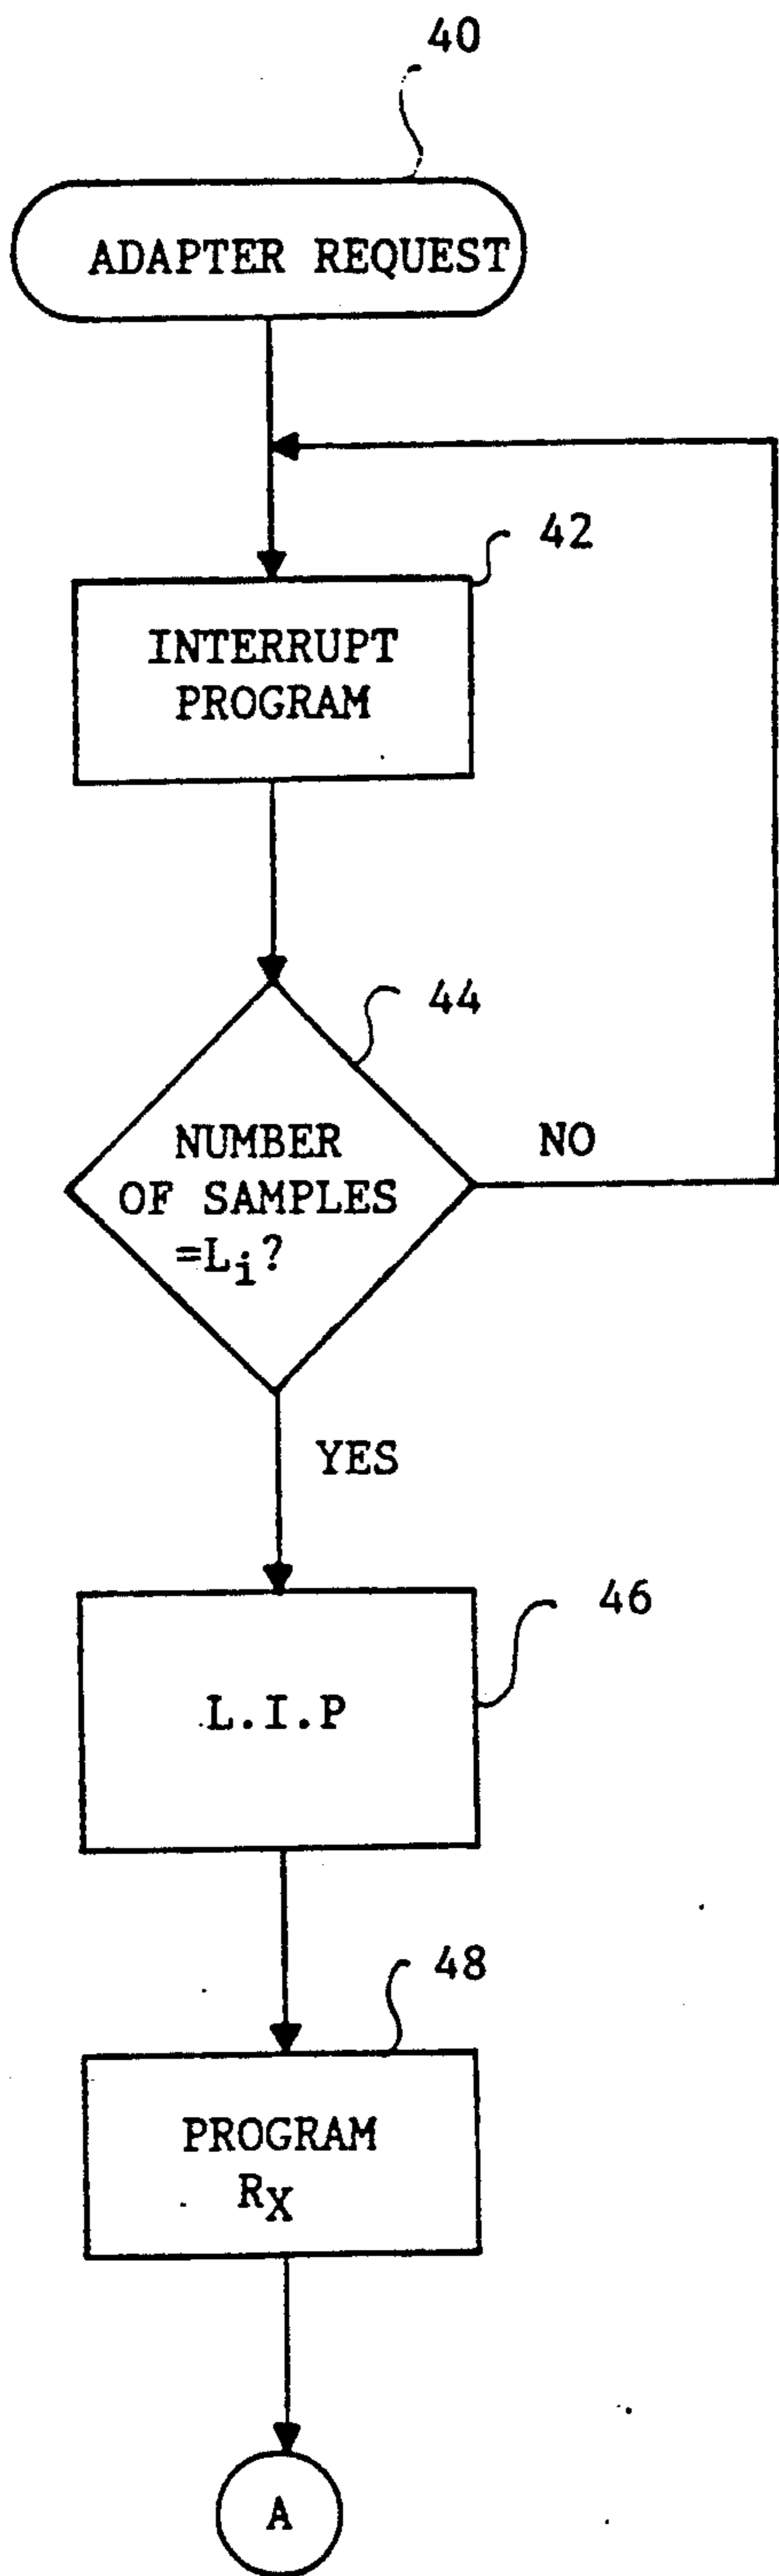 40
ADAPTER REQUEST
42
INTERRUPT
PROGRAM
44
NUMBER
OF SAMPLES
=Li?
NO
YES
46
L.I.P
48
PROGRAM
RX
A